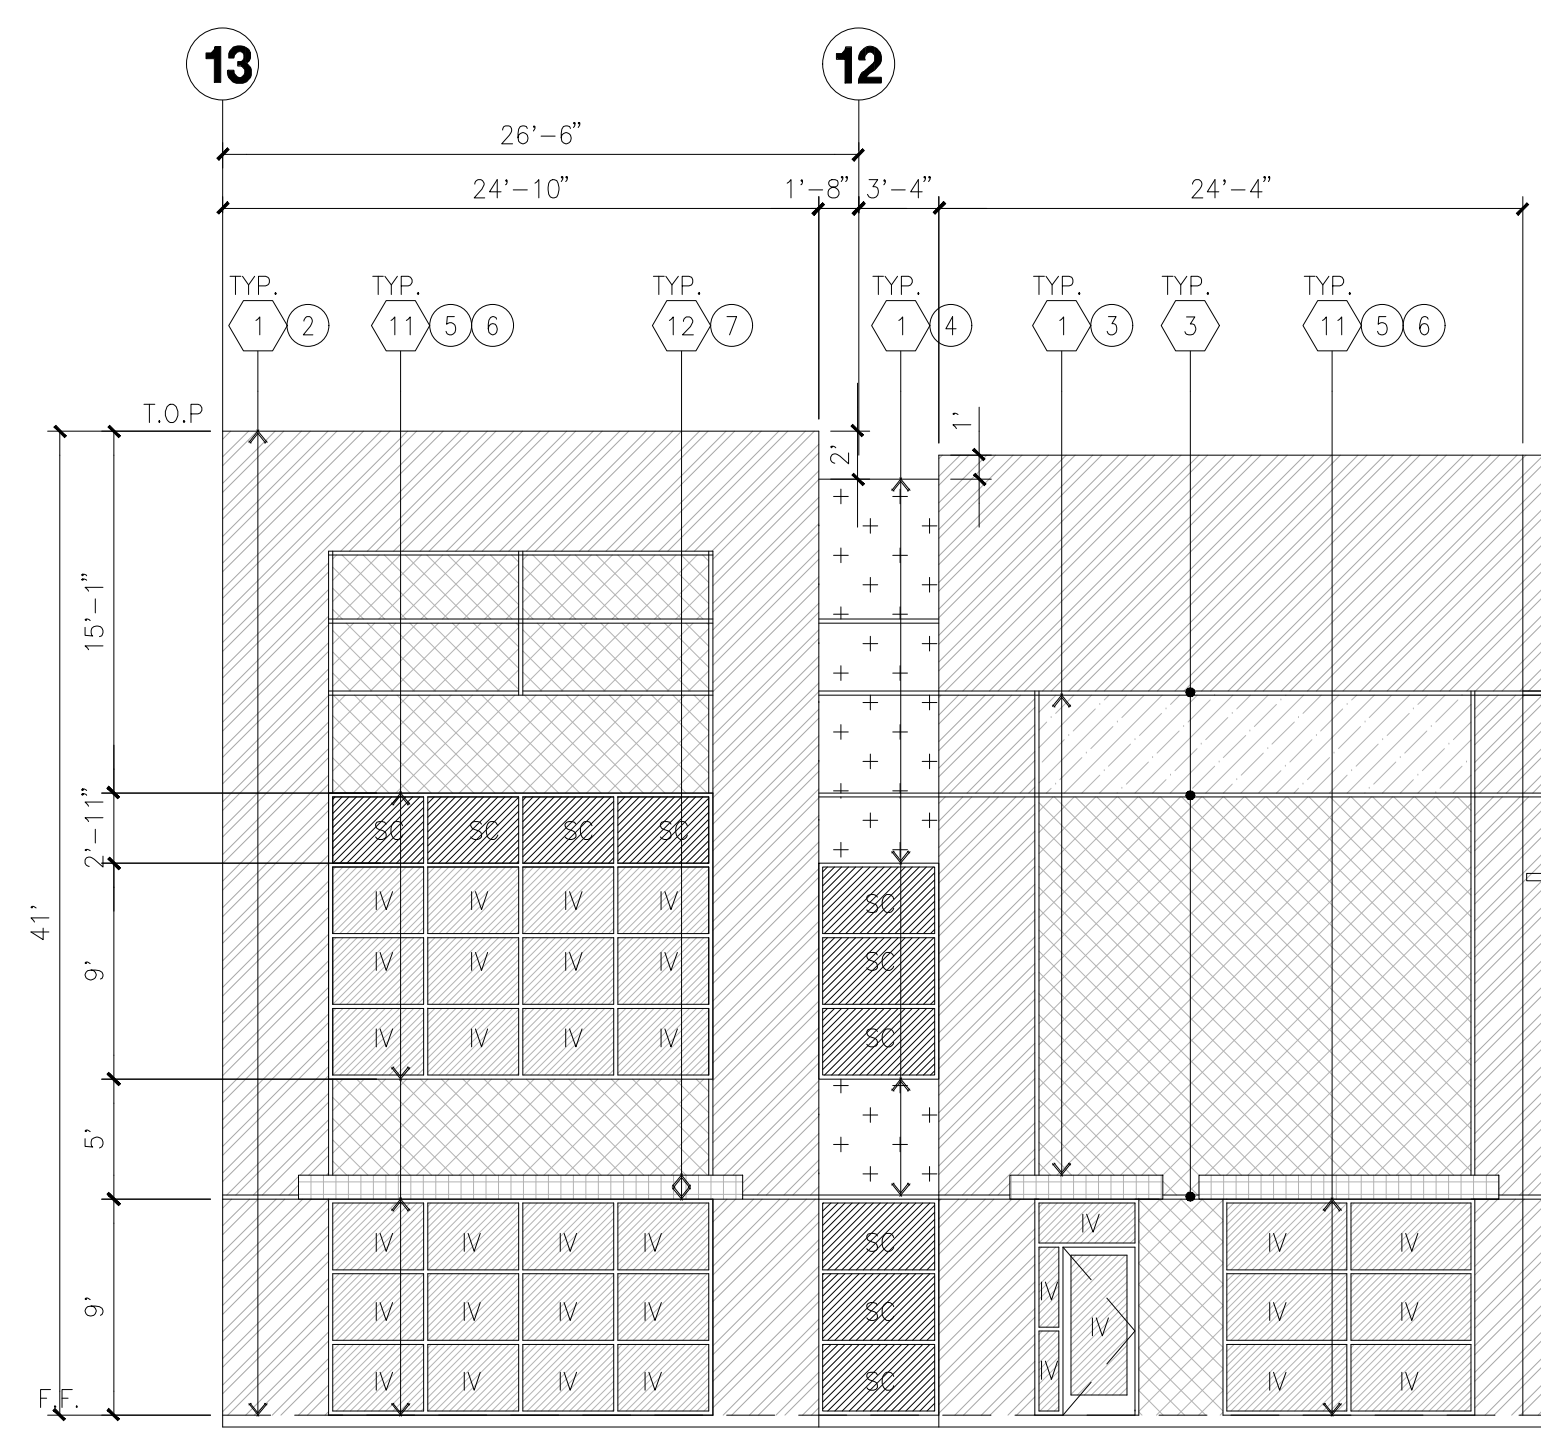 13 12
26'-6"
24'-10" 1'-8" 3'-4" 24'-4"
TYP. TYP. TYP. TYP. TYP. TYP. TYP.
1 2 11 5 6 12 7 1 4 1 3 3 11 5 6
T.O.P
1'
2'
15'-1"
2'-11"
SC SC SC SC
41'
IV IV IV IV SC
9'
IV IV IV IV SC
IV IV IV IV SC
5'
IV
IV IV IV IV SC IV IV
IV
9'
IV IV IV IV SC IV IV IV
IV
IV IV IV IV SC IV IV
F.F.